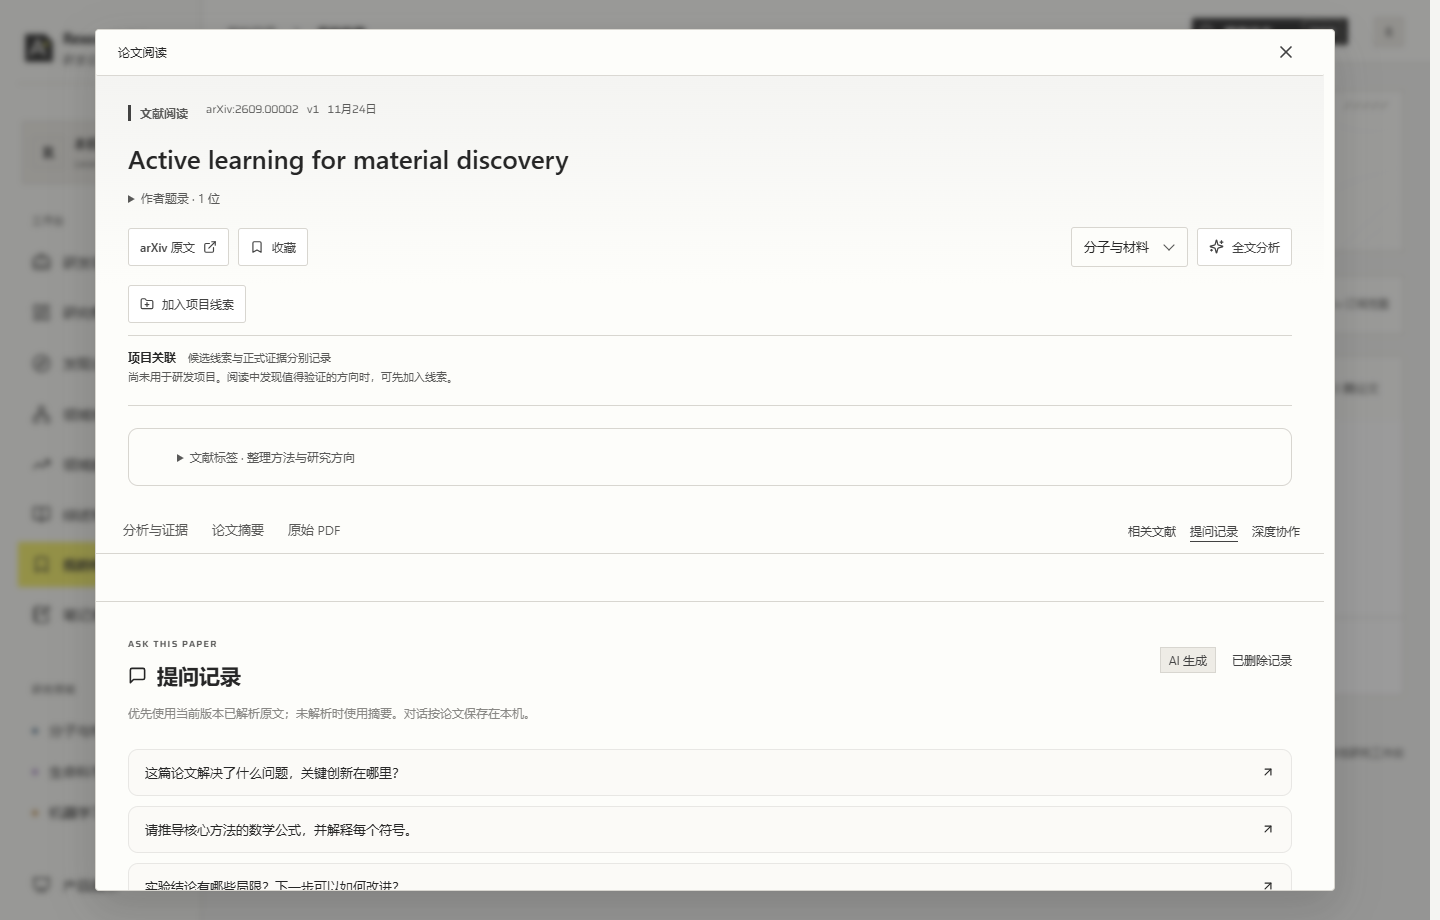 论文阅读
文献阅读 arXiv:2609.00002 v1 11月24日
Active learning for material discovery
作者题录 · 1 位
arXiv 原文 收藏 分子与材料 全文分析
加入项目线索
项目关联 候选线索与正式证据分别记录
尚未用于研发项目。阅读中发现值得验证的方向时，可先加入线索。
文献标签 · 整理方法与研究方向
分析与证据 论文摘要 原始 PDF 相关文献 提问记录 深度协作
ASK THIS PAPER
提问记录 AI 生成 已删除记录
优先使用当前版本已解析原文；未解析时使用摘要。对话按论文保存在本机。
这篇论文解决了什么问题，关键创新在哪里？
请推导核心方法的数学公式，并解释每个符号。
实验结论有哪些局限？下一步可以如何改进？